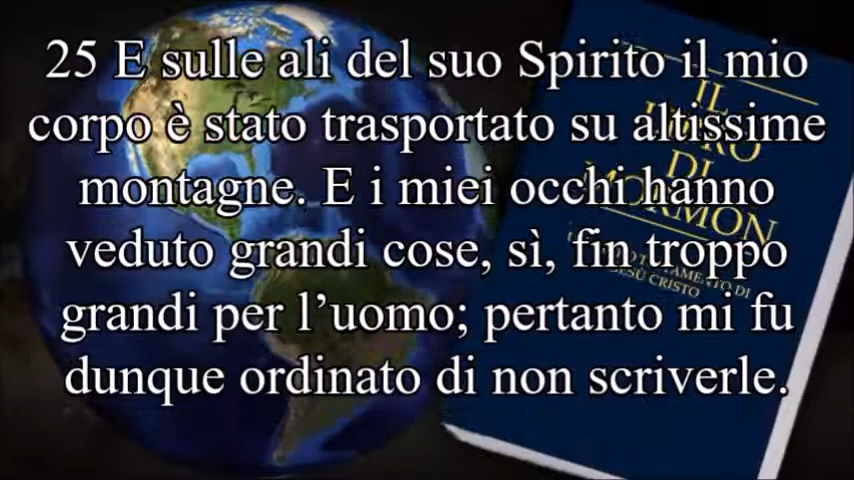 25 E sulle ali del suo Spirito il mio
corpo è stato trasportato su altissime
montagne. E i miei occhi hanno
veduto grandi cose, sì, fin troppo
grandi per l’uomo; pertanto mi fu
dunque ordinato di non scriverle.
IL
DI
MORMON
DI
GESÙ CRISTO